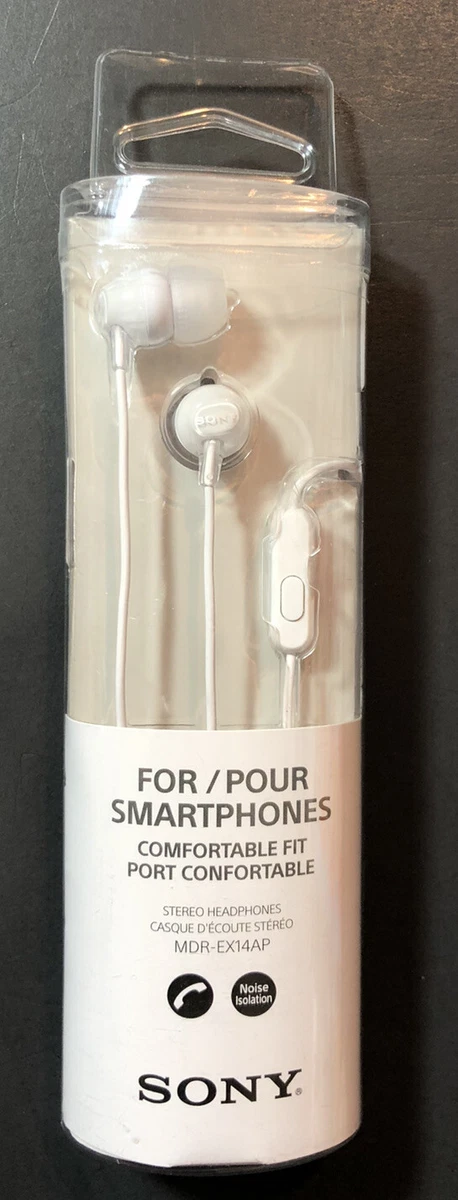 SONY
FOR / POUR
SMARTPHONES
COMFORTABLE FIT
PORT CONFORTABLE
STEREO HEADPHONES
CASQUE D'ÉCOUTE STÉRÉO
MDR-EX14AP
Noise
Isolation
SONY®